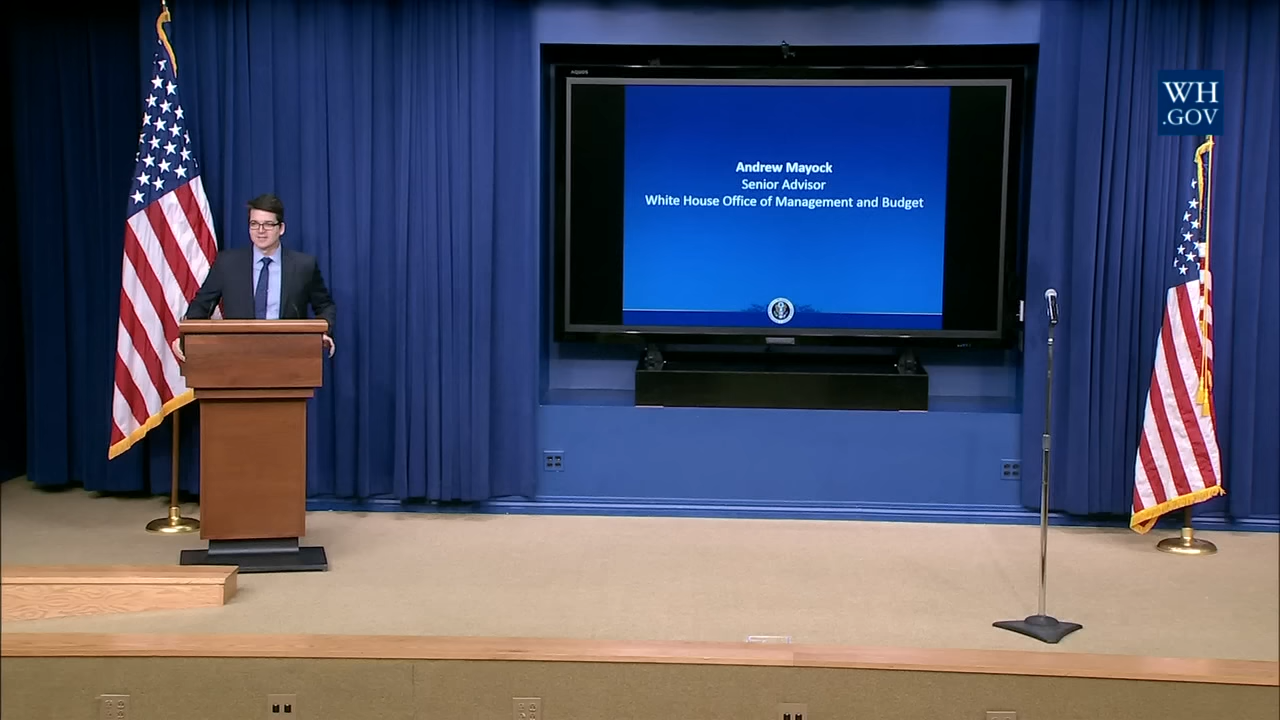 WH
.GOV
Andrew Mayock
Senior Advisor
White House Office of Management and Budget